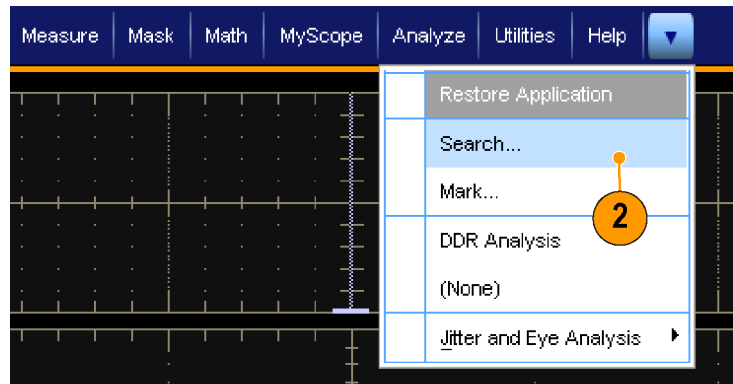 Measure Mask Math MyScope Analyze Utilities Help
Restore Application
Search...
Mark...
2
DDR Analysis
(None)
Jitter and Eye Analysis